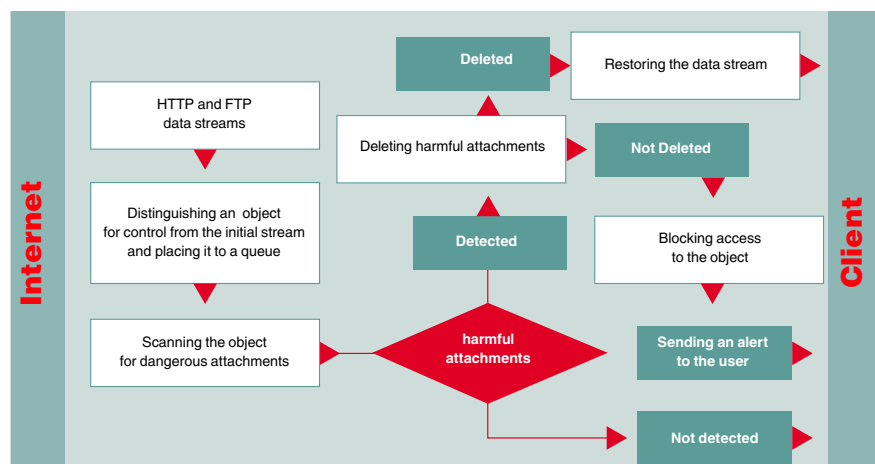 Internet
HTTP and FTP
data streams
Distinguishing an object
for control from the initial stream
and placing it to a queue
Scanning the object
for dangerous attachments
harmful
attachments
Detected
Deleting harmful attachments
Deleted
Restoring the data stream
Not Deleted
Blocking access
to the object
Sending an alert
to the user
Not detected
Client